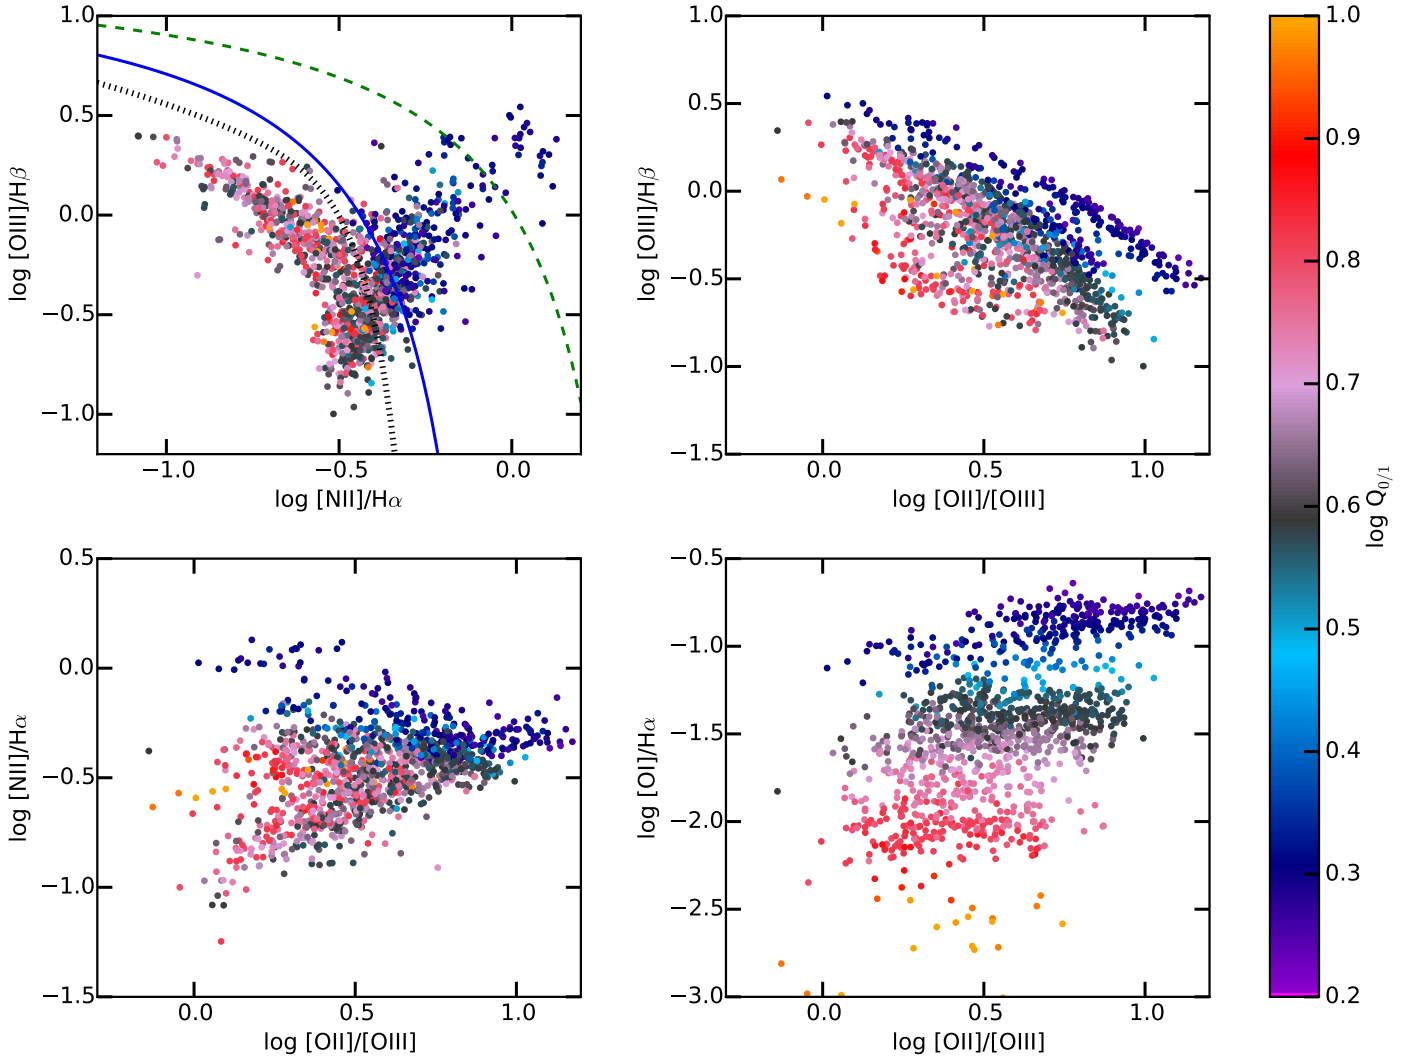 1.0
0.5
0.0
−0.5
−1.0
log [OIII]/Hβ
−1.0 −0.5 0.0
log [NII]/Hα
1.0
0.5
0.0
−0.5
−1.0
−1.5
log [OIII]/Hβ
0.0 0.5 1.0
log [OII]/[OIII]
0.5
0.0
−0.5
−1.0
−1.5
log [NII]/Hα
0.0 0.5 1.0
log [OII]/[OIII]
−0.5
−1.0
−1.5
−2.0
−2.5
−3.0
log [OI]/Hα
0.0 0.5 1.0
log [OII]/[OIII]
1.0
0.9
0.8
0.7
0.6
0.5
0.4
0.3
0.2
log Q0/1